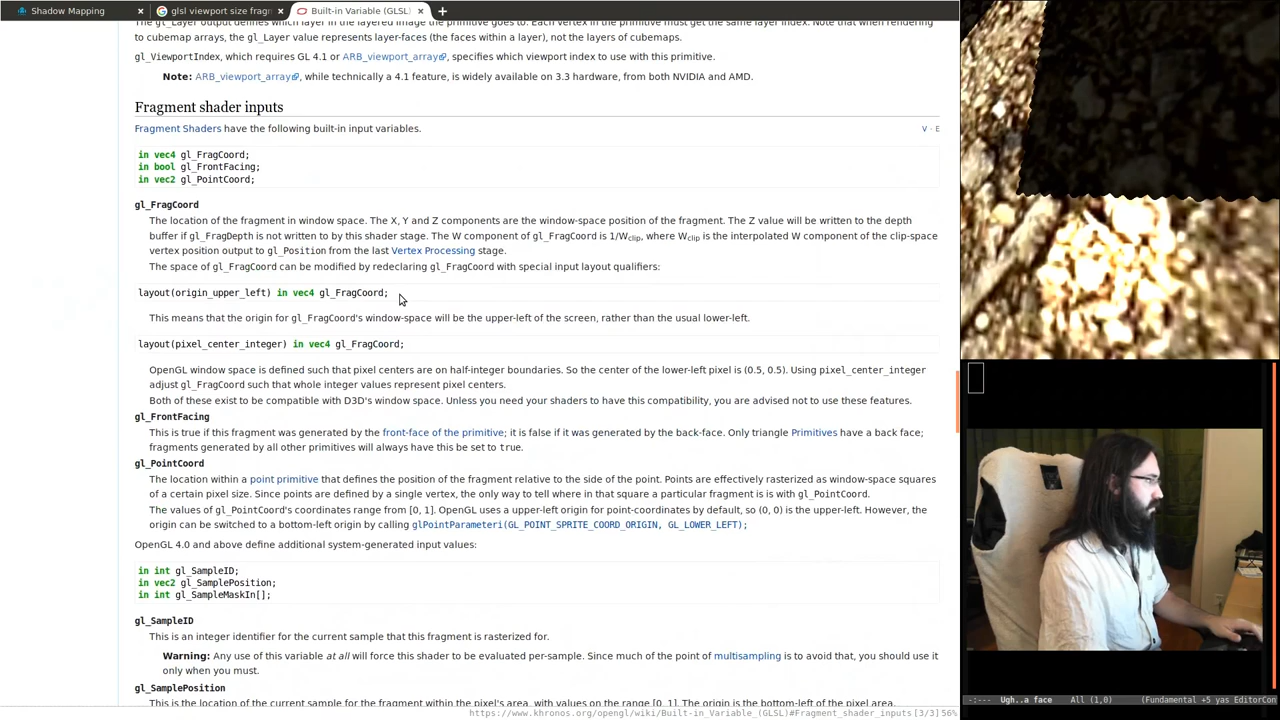 Shadow Mapping
glsl viewport size fragr
Built-in Variable (GLSL)
The gl_Layer output defines which layer in the layered image the primitive goes to. Each vertex in the primitive must get the same layer index. Note that when rendering
to cubemap arrays, the gl_Layer value represents layer-faces (the faces within a layer), not the layers of cubemaps.
gl_ViewportIndex, which requires GL 4.1 or ARB_viewport_array, specifies which viewport index to use with this primitive.
Note: ARB_viewport_array, while technically a 4.1 feature, is widely available on 3.3 hardware, from both NVIDIA and AMD.
Fragment shader inputs
Fragment Shaders have the following built-in input variables.
V · E
in vec4 gl_FragCoord;
in bool gl_FrontFacing;
in vec2 gl_PointCoord;
gl_FragCoord
The location of the fragment in window space. The X, Y and Z components are the window-space position of the fragment. The Z value will be written to the depth
buffer if gl_FragDepth is not written to by this shader stage. The W component of gl_FragCoord is 1/Wclip, where Wclip is the interpolated W component of the clip-space
vertex position output to gl_Position from the last Vertex Processing stage.
The space of gl_FragCoord can be modified by redeclaring gl_FragCoord with special input layout qualifiers:
layout(origin_upper_left) in vec4 gl_FragCoord;
This means that the origin for gl_FragCoord's window-space will be the upper-left of the screen, rather than the usual lower-left.
layout(pixel_center_integer) in vec4 gl_FragCoord;
OpenGL window space is defined such that pixel centers are on half-integer boundaries. So the center of the lower-left pixel is (0.5, 0.5). Using pixel_center_integer
adjust gl_FragCoord such that whole integer values represent pixel centers.
Both of these exist to be compatible with D3D's window space. Unless you need your shaders to have this compatibility, you are advised not to use these features.
gl_FrontFacing
This is true if this fragment was generated by the front-face of the primitive; it is false if it was generated by the back-face. Only triangle Primitives have a back face;
fragments generated by all other primitives will always have this be set to true.
gl_PointCoord
The location within a point primitive that defines the position of the fragment relative to the side of the point. Points are effectively rasterized as window-space squares
of a certain pixel size. Since points are defined by a single vertex, the only way to tell where in that square a particular fragment is is with gl_PointCoord.
The values of gl_PointCoord's coordinates range from [0, 1]. OpenGL uses a upper-left origin for point-coordinates by default, so (0, 0) is the upper-left. However, the
origin can be switched to a bottom-left origin by calling glPointParameteri(GL_POINT_SPRITE_COORD_ORIGIN, GL_LOWER_LEFT);
OpenGL 4.0 and above define additional system-generated input values:
in int gl_SampleID;
in vec2 gl_SamplePosition;
in int gl_SampleMaskIn[];
gl_SampleID
This is an integer identifier for the current sample that this fragment is rasterized for.
Warning: Any use of this variable at all will force this shader to be evaluated per-sample. Since much of the point of multisampling is to avoid that, you should use it
only when you must.
gl_SamplePosition
This is the location of the current sample for the fragment within the pixel's area, with values on the range [0, 1]. The origin is the bottom-left of the pixel area.
https://www.khronos.org/opengl/wiki/Built-in_Variable_(GLSL)#Fragment_shader_inputs [3/3] 56%
-:--- Ugh..a face All (1,0) (Fundamental +5 yas EditorCon